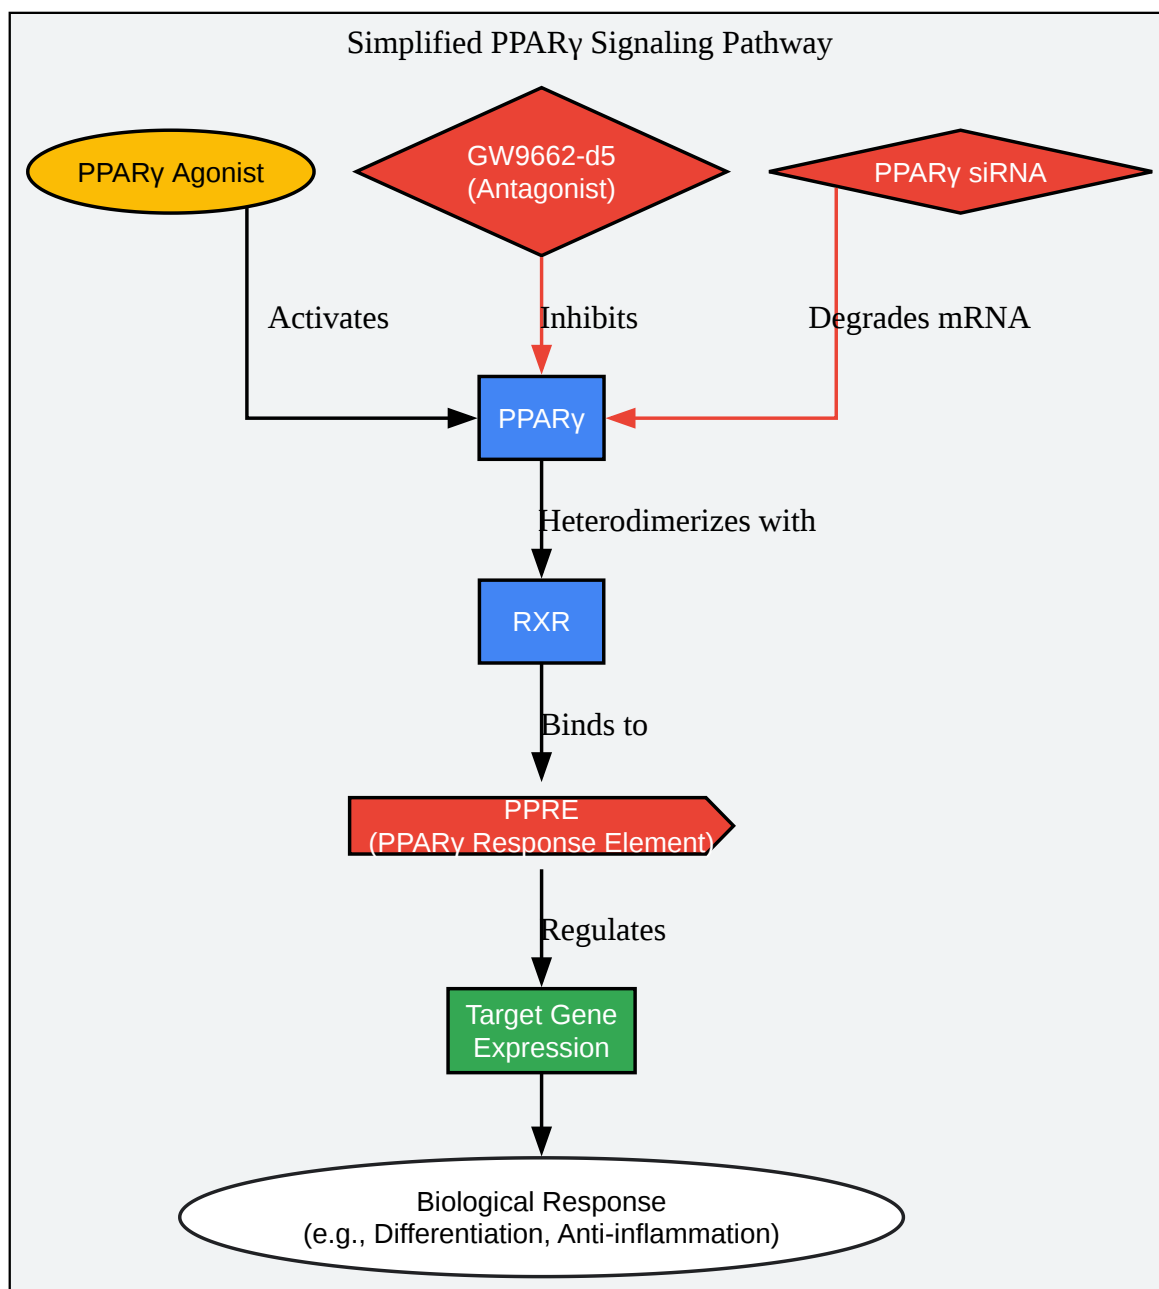 Simplified PPARγ Signaling Pathway
PPARγ Agonist
GW9662-d5
(Antagonist)
PPARγ siRNA
Activates
Inhibits
Degrades mRNA
PPARγ
Heterodimerizes with
RXR
Binds to
PPRE
(PPARγ Response Element)
Regulates
Target Gene
Expression
Biological Response
(e.g., Differentiation, Anti-inflammation)